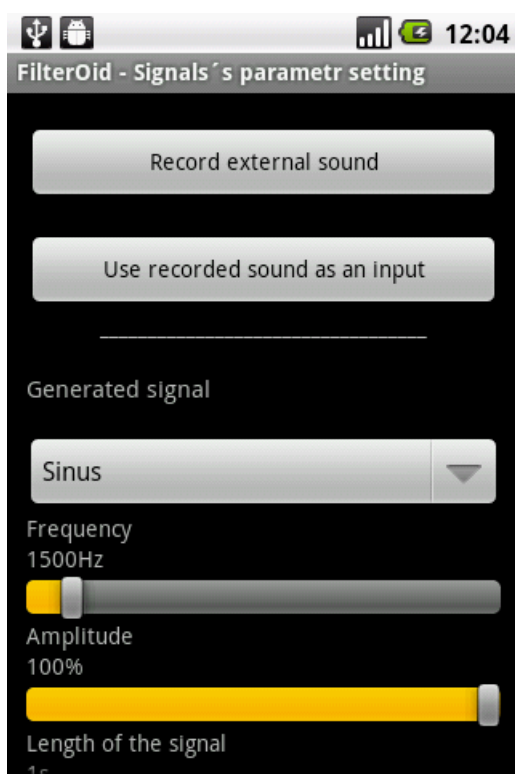 12:04
FilterOid - Signals´s parametr setting
Record external sound
Use recorded sound as an input
Generated signal
Sinus
Frequency
1500Hz
Amplitude
100%
Length of the signal
1s